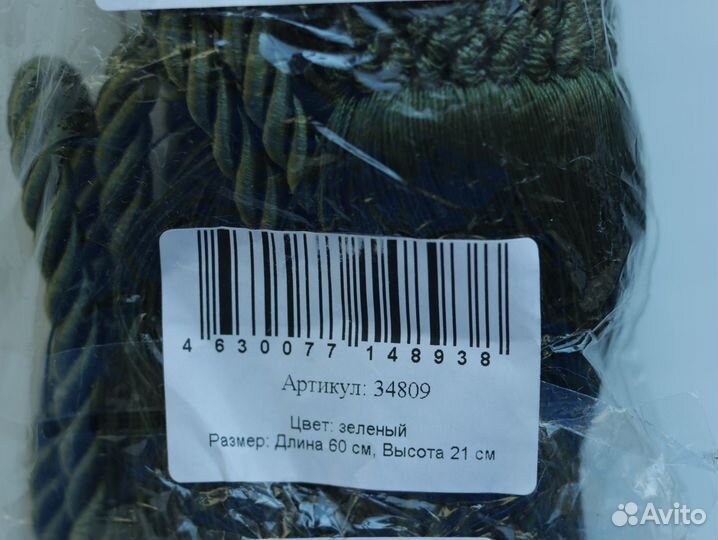 4 630077 148938
Артикул: 34809
Цвет: зеленый
Размер: Длина 60 см, Высота 21 см
Avito